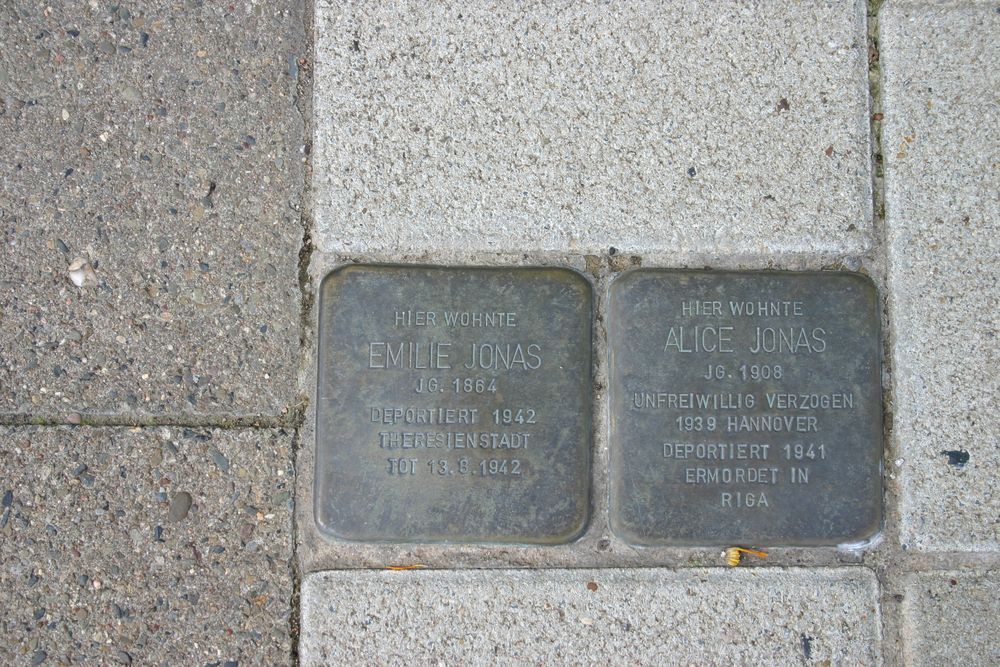 HIER WOHNTE
EMILIE JONAS
JG. 1864
DEPORTIERT 1942
THERESIENSTADT
TOT 13.8.1942
HIER WOHNTE
ALICE JONAS
JG. 1908
UNFREIWILLIG VERZOGEN
1939 HANNOVER
DEPORTIERT 1941
ERMORDET IN
RIGA